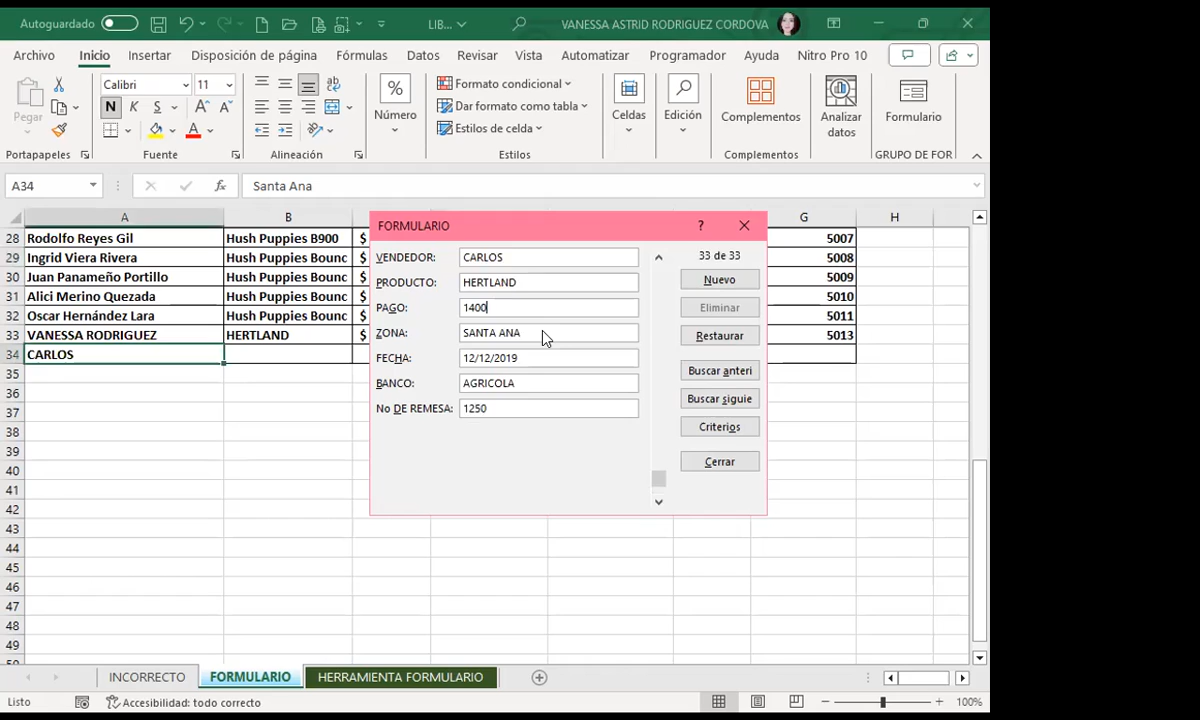 Autoguardado LIB... VANESSA ASTRID RODRIGUEZ CORDOVA
Archivo Inicio Insertar Disposición de página Fórmulas Datos Revisar Vista Automatizar Programador Ayuda Nitro Pro 10
Pegar
Calibri 11
N K S
Número
Formato condicional
Dar formato como tabla
Estilos de celda
Celdas
Edición
Complementos
Analizar datos
Formulario
Portapapeles Fuente Alineación Estilos Complementos GRUPO DE FOR
A34 fx Santa Ana
A B G H
28 Rodolfo Reyes Gil Hush Puppies B900 $ 5007
29 Ingrid Viera Rivera Hush Puppies Bounc $ 5008
30 Juan Panameño Portillo Hush Puppies Bounc $ 5009
31 Alici Merino Quezada Hush Puppies Bounc $ 5010
32 Oscar Hernández Lara Hush Puppies Bounc $ 5011
33 VANESSA RODRIGUEZ HERTLAND $ 5013
34 CARLOS
35
36
37
38
39
40
41
42
43
44
45
46
47
48
49
FORMULARIO ? ×
VENDEDOR: CARLOS
PRODUCTO: HERTLAND
PAGO: 1400
ZONA: SANTA ANA
FECHA: 12/12/2019
BANCO: AGRICOLA
No DE REMESA: 1250
33 de 33
Nuevo
Eliminar
Restaurar
Buscar anteri
Buscar siguie
Criterios
Cerrar
INCORRECTO FORMULARIO HERRAMIENTA FORMULARIO
Listo Accesibilidad: todo correcto 100%